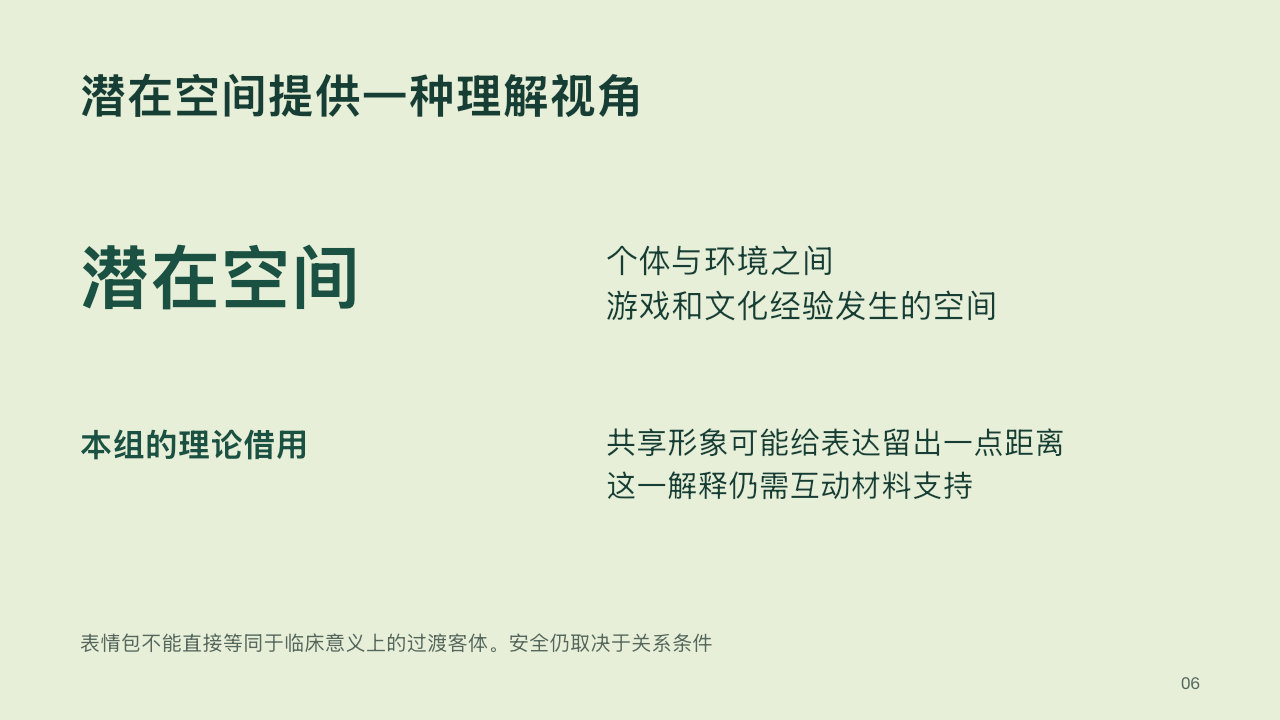 潜在空间提供一种理解视角
潜在空间
个体与环境之间
游戏和文化经验发生的空间
本组的理论借用
共享形象可能给表达留出一点距离
这一解释仍需互动材料支持
表情包不能直接等同于临床意义上的过渡客体。安全仍取决于关系条件
06